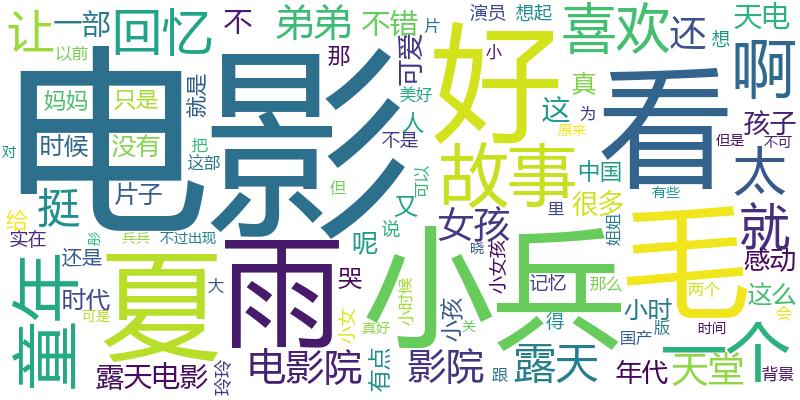 让
一部
回忆
不
弟弟
不错
片
演员
想起
喜欢
还
天电
想
以前
那
可爱
小
啊
电影
好
看
妈妈
只是
就是
美好
人
这
真
为
原来
孩子
但是
不可
对
时候
没有
把
这部
不是
故事
中国
太
片子
但
可以
很多
有些
挺
又
女孩
里
就
给
实在
兵兵
不过出现
说
姐姐
毛
童年
还是
夏
雨
呢
小兵
晓
小女孩
感动
时代
大
哭
小时候
记忆
那么
两个
这么
可是
小女
小孩
得
小时
会
真好
关
国产
版
时间
一个
露天电影
玲玲
电影院
有点
影院
跟
露天
年代
天堂
背景